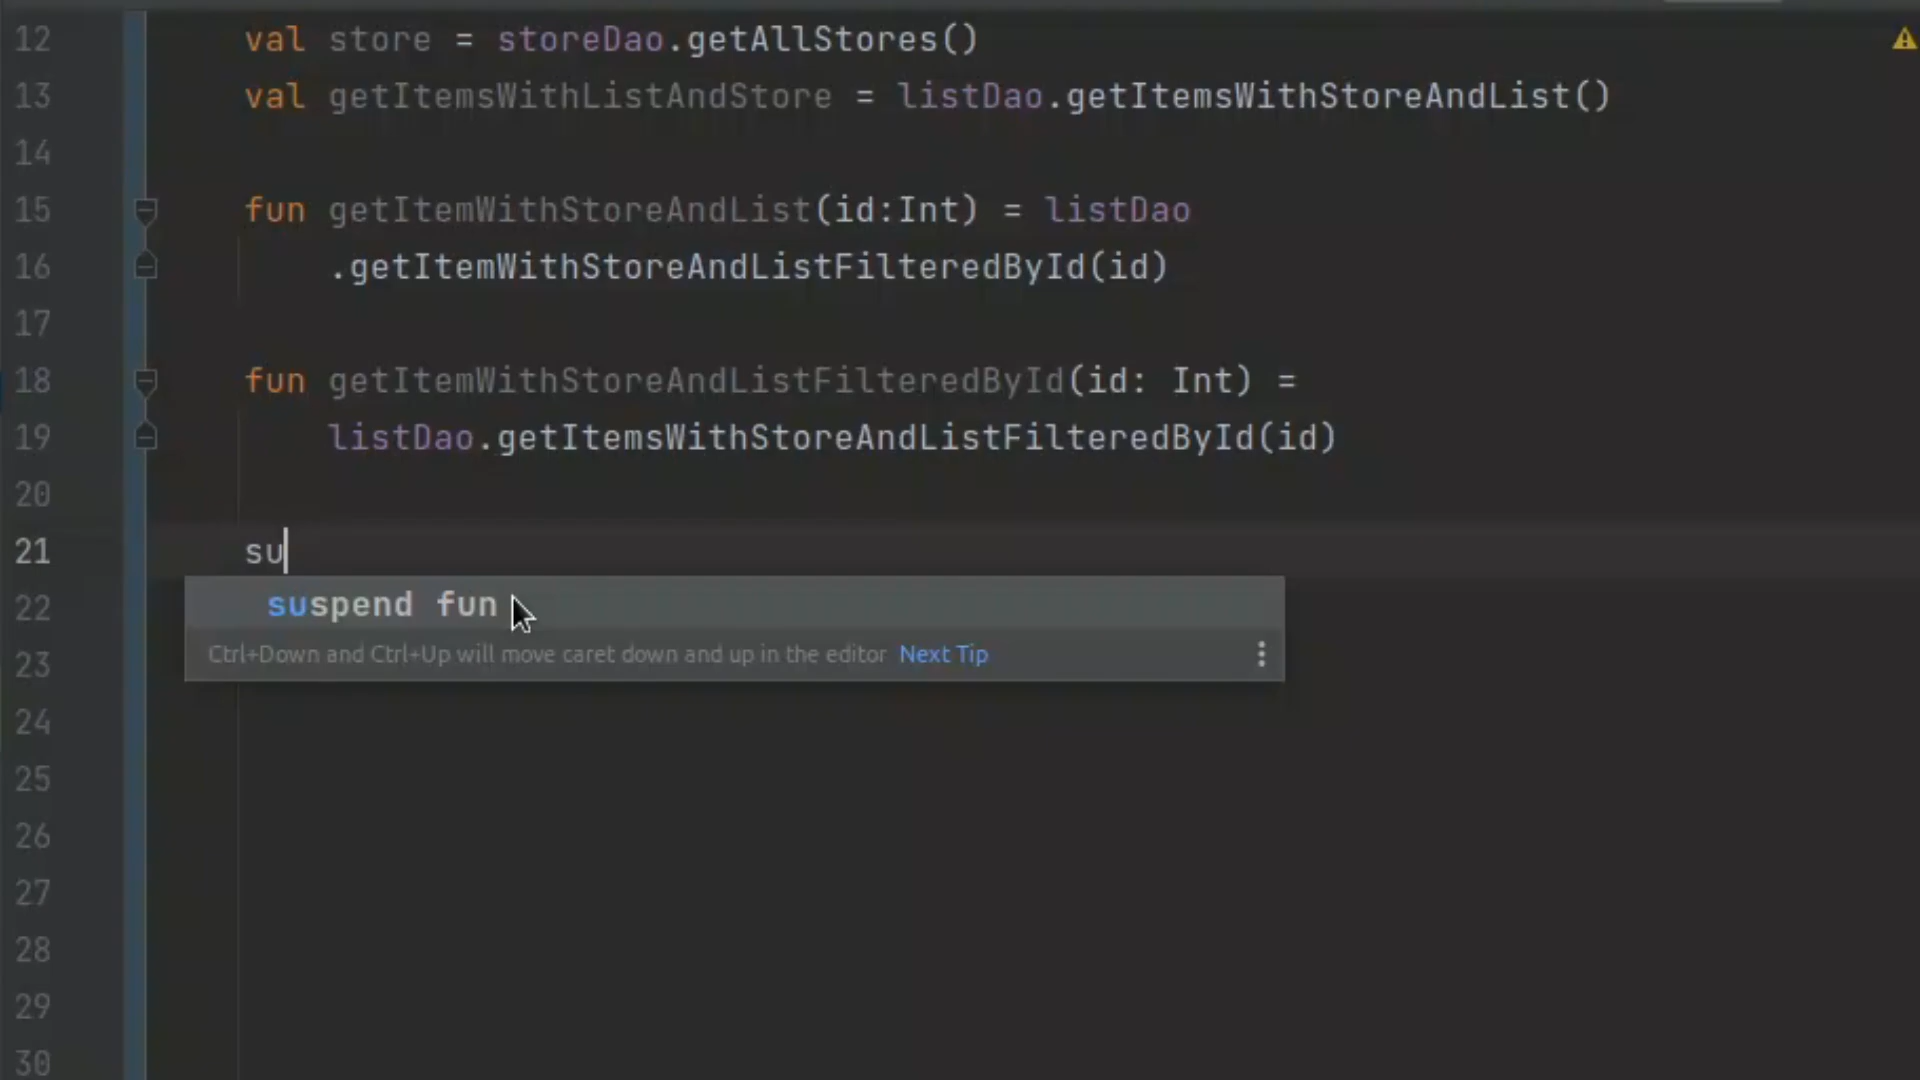 12 val store = storeDao.getAllStores()
13 val getItemsWithListAndStore = listDao.getItemsWithStoreAndList()
14
15 fun getItemWithStoreAndList(id:Int) = listDao
16 .getItemWithStoreAndListFilteredById(id)
17
18 fun getItemWithStoreAndListFilteredById(id: Int) =
19 listDao.getItemsWithStoreAndListFilteredById(id)
20
21 su
22 suspend fun
23 Ctrl+Down and Ctrl+Up will move caret down and up in the editor Next Tip
24
25
26
27
28
29
30